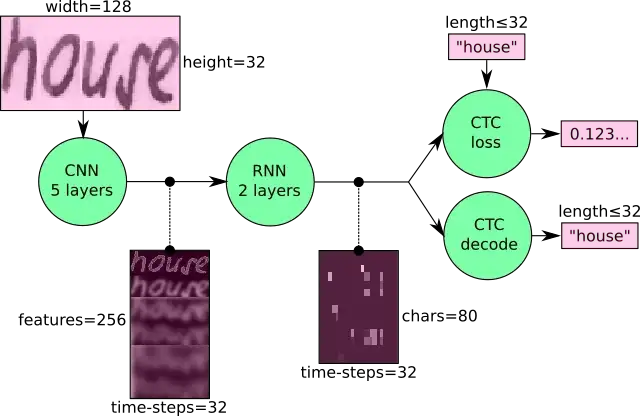 width=128
house
height=32
length≤32
"house"
CNN
5 layers
RNN
2 layers
CTC
loss
0.123...
CTC
decode
length≤32
"house"
house
house
features=256
time-steps=32
chars=80
time-steps=32